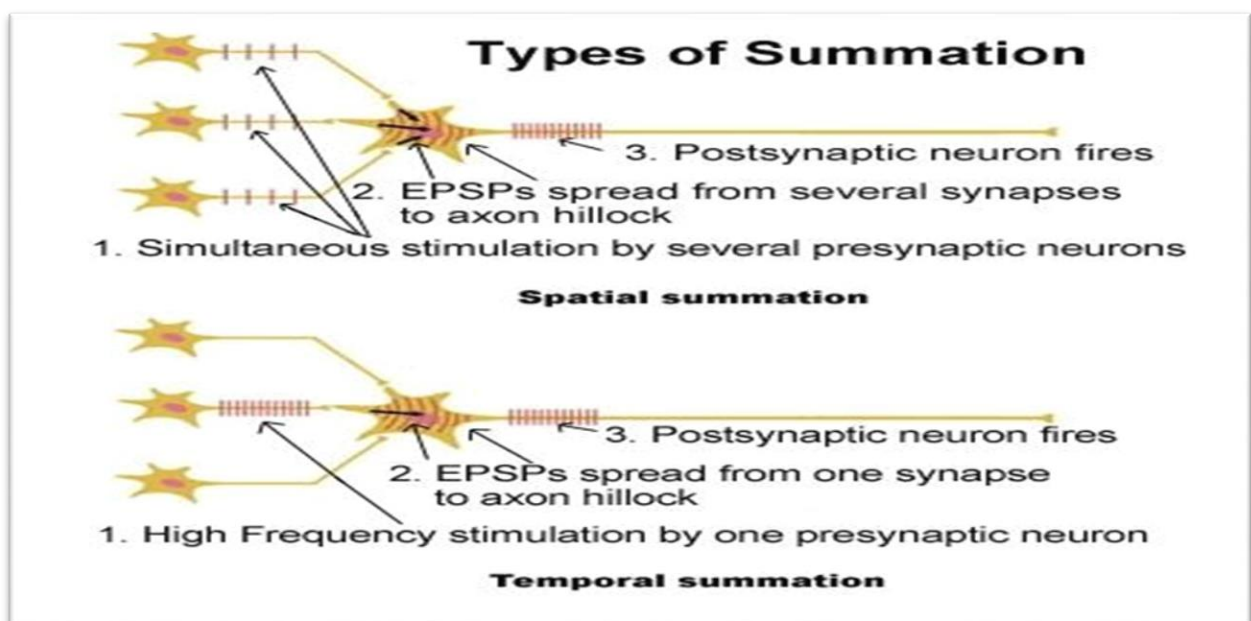 Types of Summation
3. Postsynaptic neuron fires
2. EPSPs spread from several synapses
to axon hillock
1. Simultaneous stimulation by several presynaptic neurons
Spatial summation
3. Postsynaptic neuron fires
2. EPSPs spread from one synapse
to axon hillock
1. High Frequency stimulation by one presynaptic neuron
Temporal summation